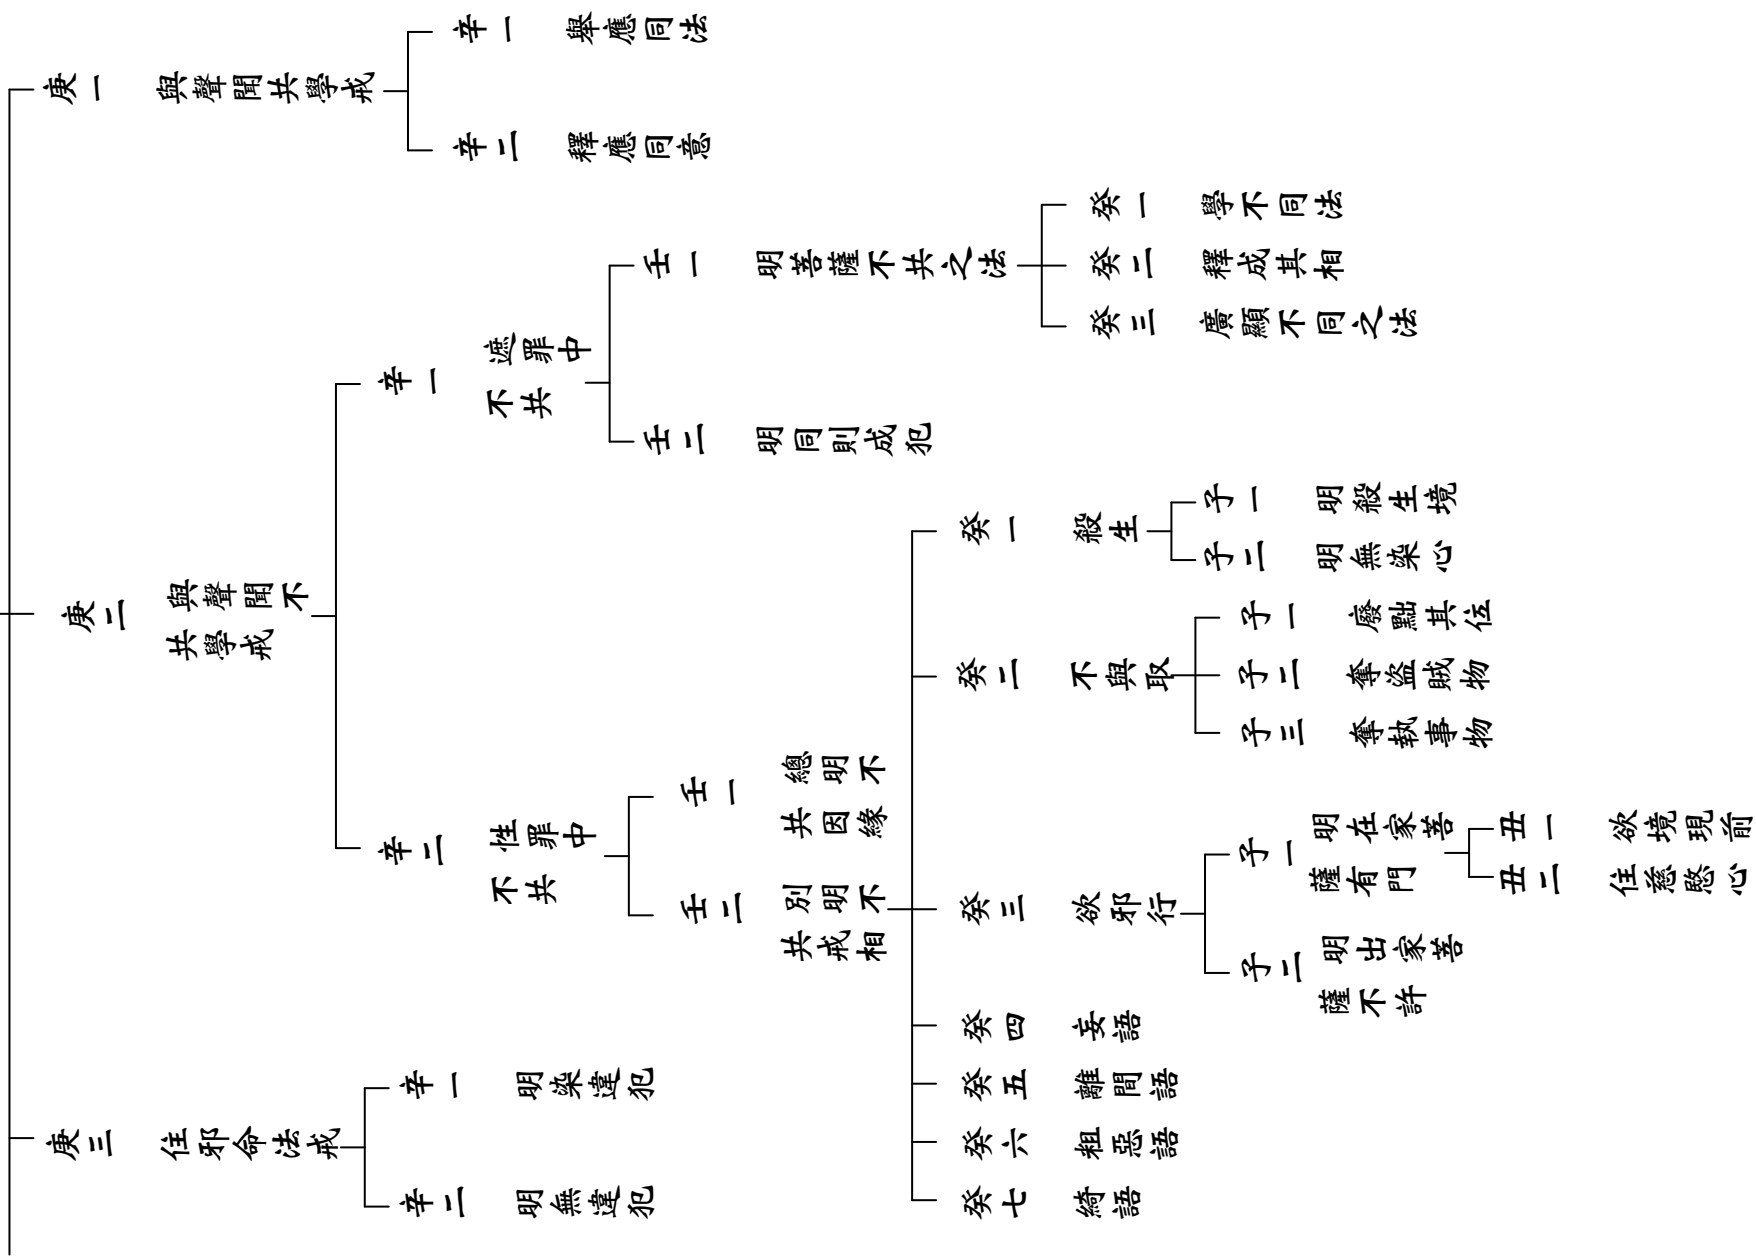 庚一 與聲聞共學戒
辛一 舉應同法
辛二 釋應同意
庚二 與聲聞不
共學戒
辛一 遮罪中
不共
壬一 明菩薩不共之法
癸一 學不同法
癸二 釋成其相
癸三 廣顯不同之法
壬二 明同則成犯
辛二 性罪中
不共
壬一 總明不
共因緣
壬二 別明不
共戒相
癸一 殺生
子一 明殺生境
子二 明無染心
癸二 不與取
子一 廢黜其位
子二 奪盜賊物
子三 奪執事物
癸三 欲邪行
子一 明在家菩
薩有開
丑一 欲境現前
丑二 住慈愍心
子二 明出家菩
薩不許
癸四 妄語
癸五 離間語
癸六 粗惡語
癸七 綺語
庚三 住邪命法戒
辛一 明染違犯
辛二 明無違犯